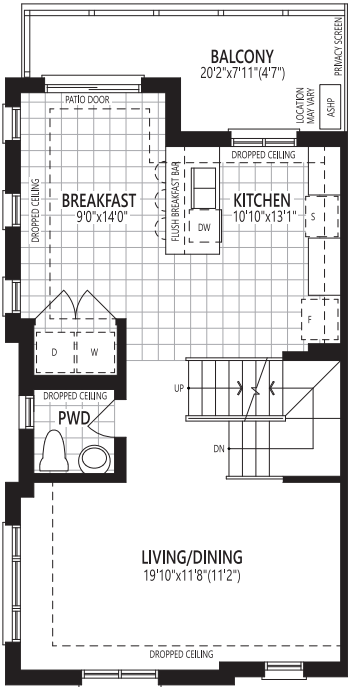 BALCONY
20'2"x7'11"(4'7")
PRIVACY SCREEN
LOCATION
MAY VARY
ASHP
PATIO DOOR
DROPPED CEILING
DROPPED CEILING
BREAKFAST
9'0"x14'0"
FLUSH BREAKFAST BAR
KITCHEN
10'10"x13'1"
DW
S
F
D
W
DROPPED CEILING
PWD
UP
DN
LIVING/DINING
19'10"x11'8"(11'2")
DROPPED CEILING